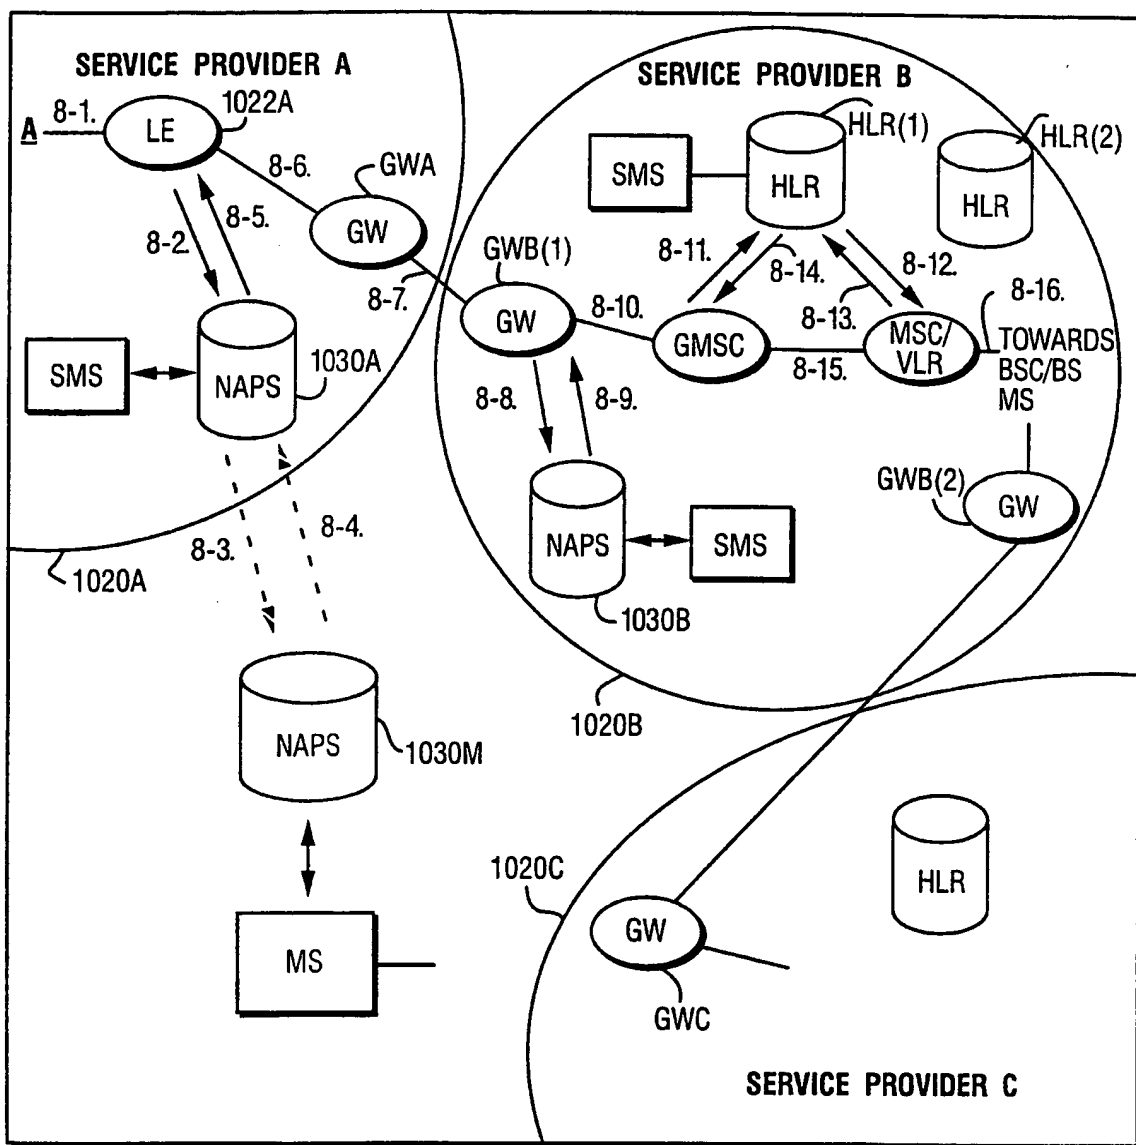 SERVICE PROVIDER A
A
8-1.
LE
1022A
8-6.
GWA
GW
8-2.
8-5.
8-7.
SMS
NAPS
1030A
1020A
8-3.
8-4.
NAPS
1030M
MS
SERVICE PROVIDER B
HLR(1)
SMS
HLR
HLR(2)
HLR
8-11.
8-14.
8-12.
8-13.
GWB(1)
GW
8-10.
GMSC
8-15.
MSC/
VLR
8-16.
TOWARDS
BSC/BS
MS
8-8.
8-9.
NAPS
SMS
1030B
GWB(2)
GW
1020B
1020C
GW
GWC
HLR
SERVICE PROVIDER C